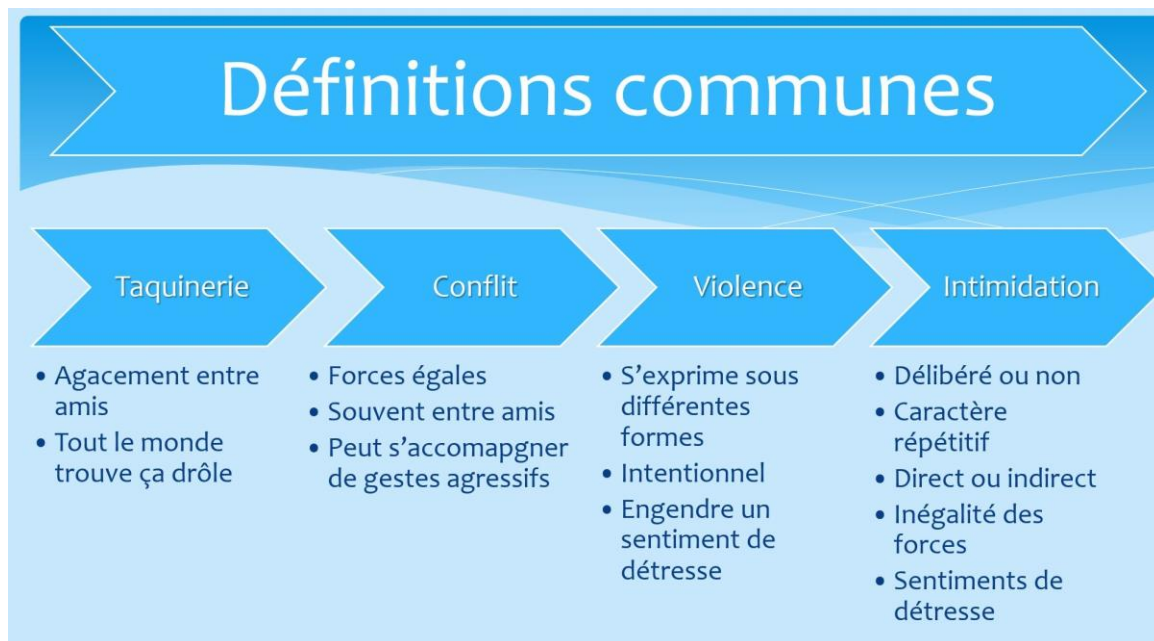 Définitions communes
Taquinerie
• Agacement entre
amis
• Tout le monde
trouve ça drôle
Conflit
• Forces égales
• Souvent entre amis
• Peut s’accomapgner
de gestes agressifs
Violence
• S’exprime sous
différentes
formes
• Intentionnel
• Engendre un
sentiment de
détresse
Intimidation
• Délibéré ou non
• Caractère
répétitif
• Direct ou indirect
• Inégalité des
forces
• Sentiments de
détresse